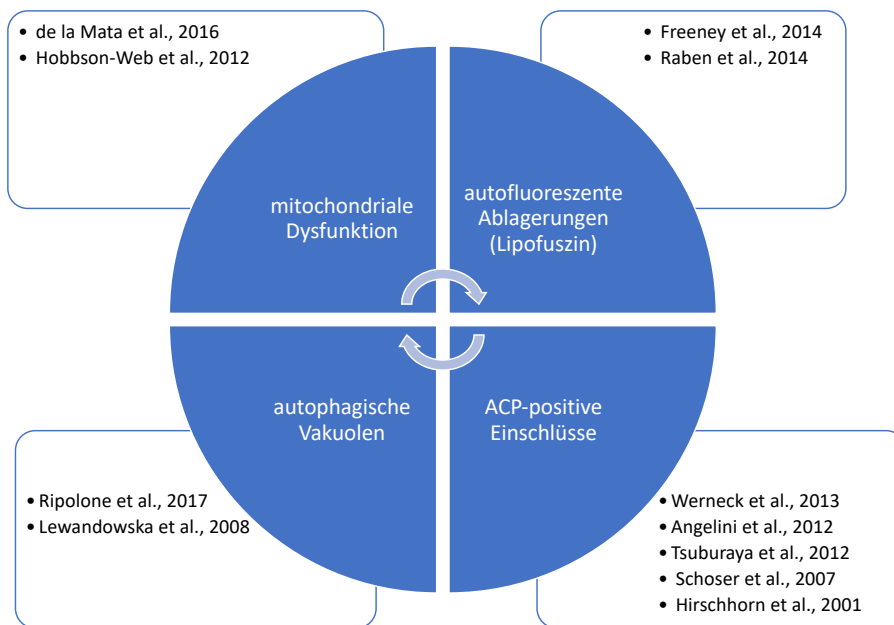 • de la Mata et al., 2016
• Hobbson-Web et al., 2012
• Freeney et al., 2014
• Raben et al., 2014
mitochondriale
Dysfunktion
autofluoreszente
Ablagerungen
(Lipofuszin)
autophagische
Vakuolen
ACP-positive
Einschlüsse
• Ripolone et al., 2017
• Lewandowska et al., 2008
• Werneck et al., 2013
• Angelini et al., 2012
• Tsuburaya et al., 2012
• Schoser et al., 2007
• Hirschhorn et al., 2001